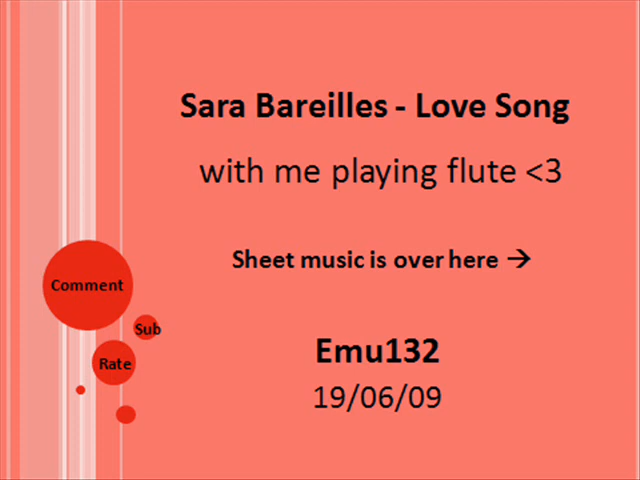 Sara Bareilles - Love Song
with me playing flute <3
Sheet music is over here →
Comment
Sub
Rate
Emu132
19/06/09